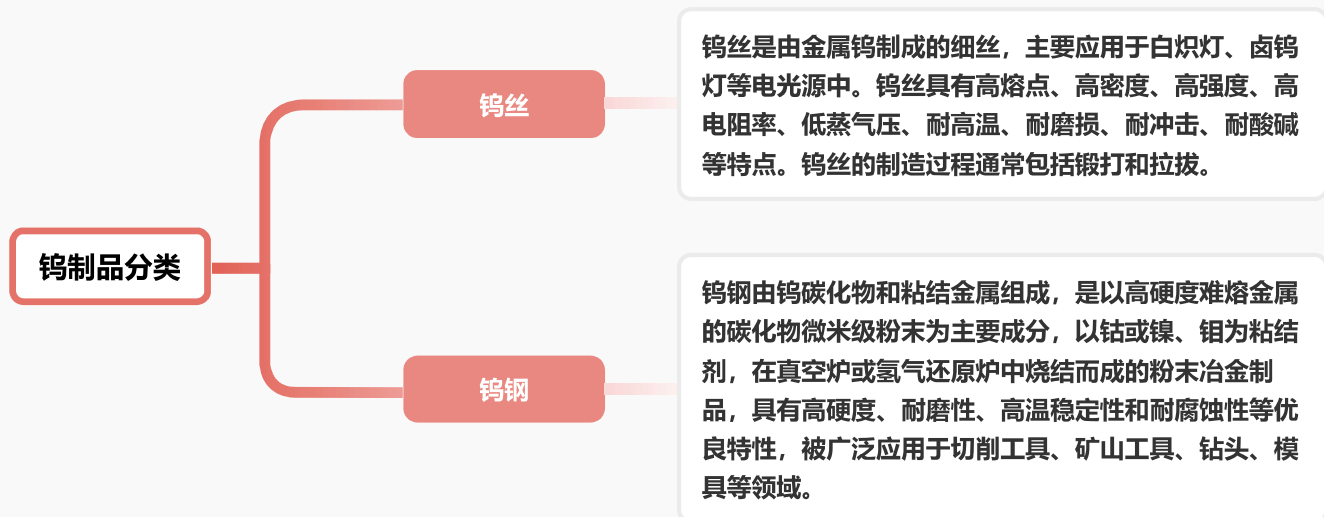 钨制品分类
钨丝
钨丝是由金属钨制成的细丝，主要应用于白炽灯、卤钨
灯等电光源中。钨丝具有高熔点、高密度、高强度、高
电阻率、低蒸气压、耐高温、耐磨损、耐冲击、耐酸碱
等特点。钨丝的制造过程通常包括锻打和拉拔。
钨钢
钨钢由钨碳化物和粘结金属组成，是以高硬度难熔金属
的碳化物微米级粉末为主要成分，以钴或镍、钼为粘结
剂，在真空炉或氢气还原炉中烧结而成的粉末冶金制
品，具有高硬度、耐磨性、高温稳定性和耐腐蚀性等优
良特性，被广泛应用于切削工具、矿山工具、钻头、模
具等领域。